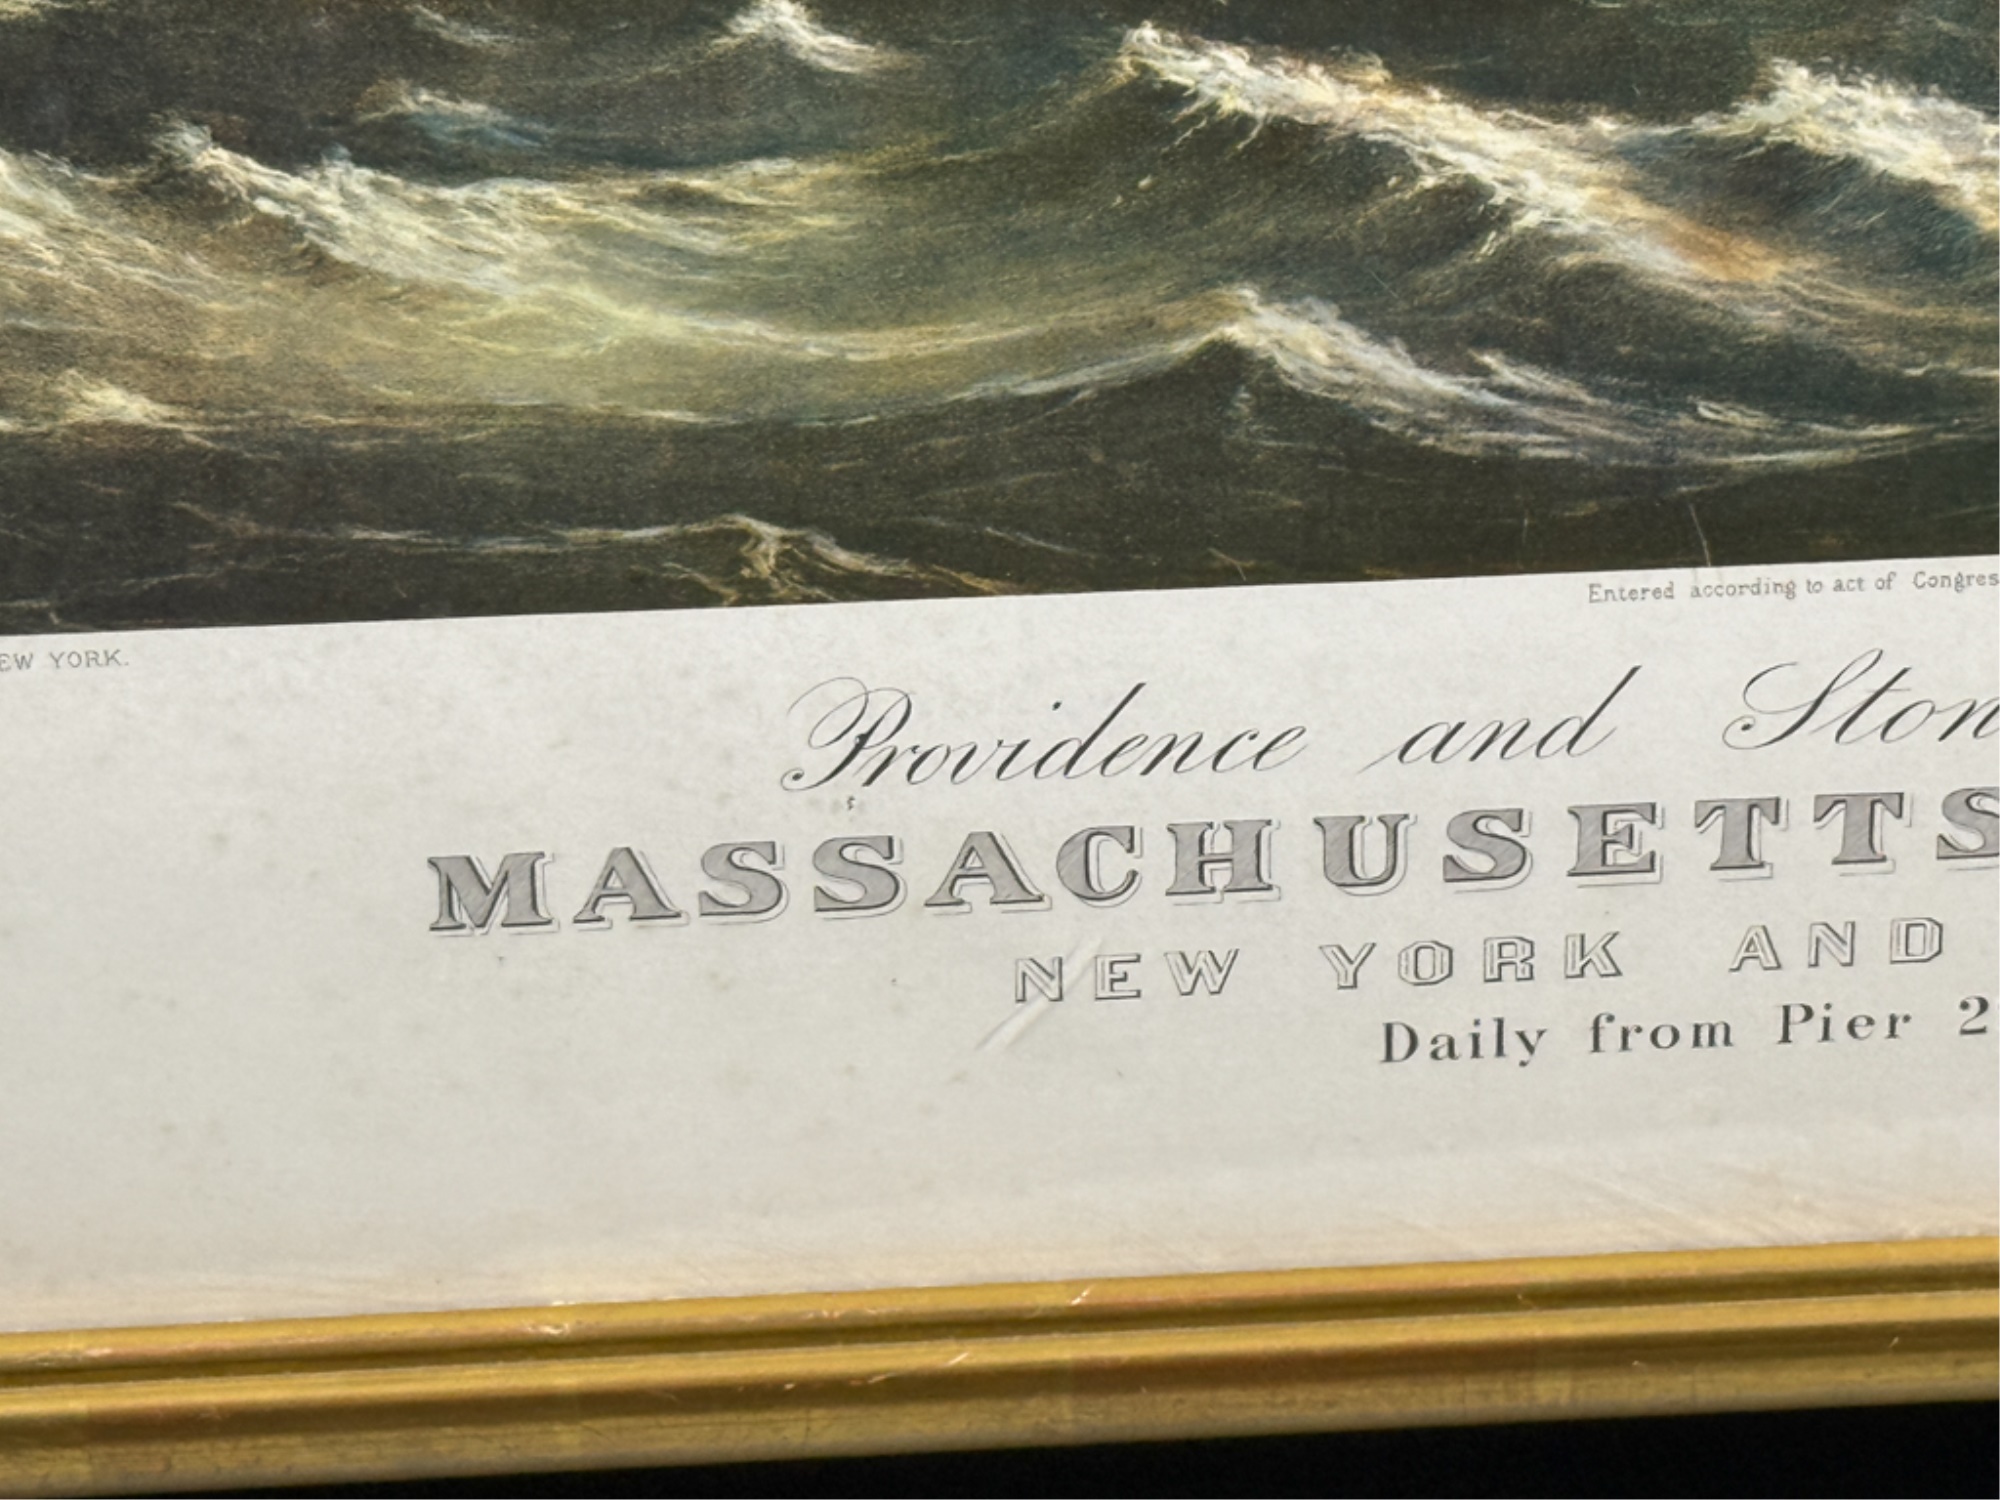 Entered according to act of Congres
EW YORK.
Providence and Ston
MASSACHUSETTS
NEW YORK AND
Daily from Pier 2